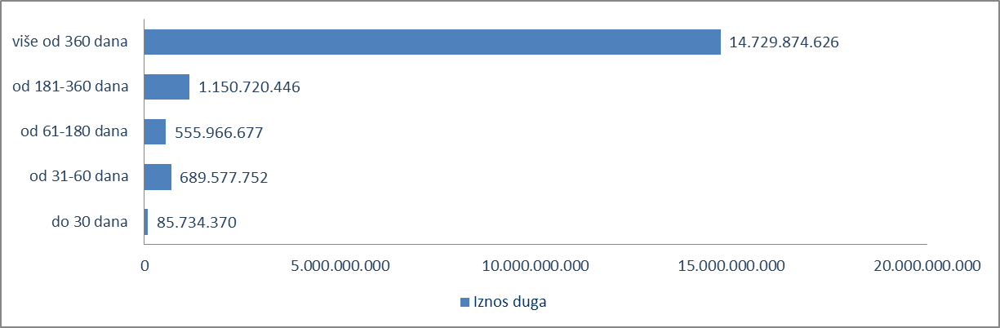 više od 360 dana 14.729.874.626
od 181-360 dana 1.150.720.446
od 61-180 dana 555.966.677
od 31-60 dana 689.577.752
do 30 dana 85.734.370
0 5.000.000.000 10.000.000.000 15.000.000.000 20.000.000.000
Iznos duga